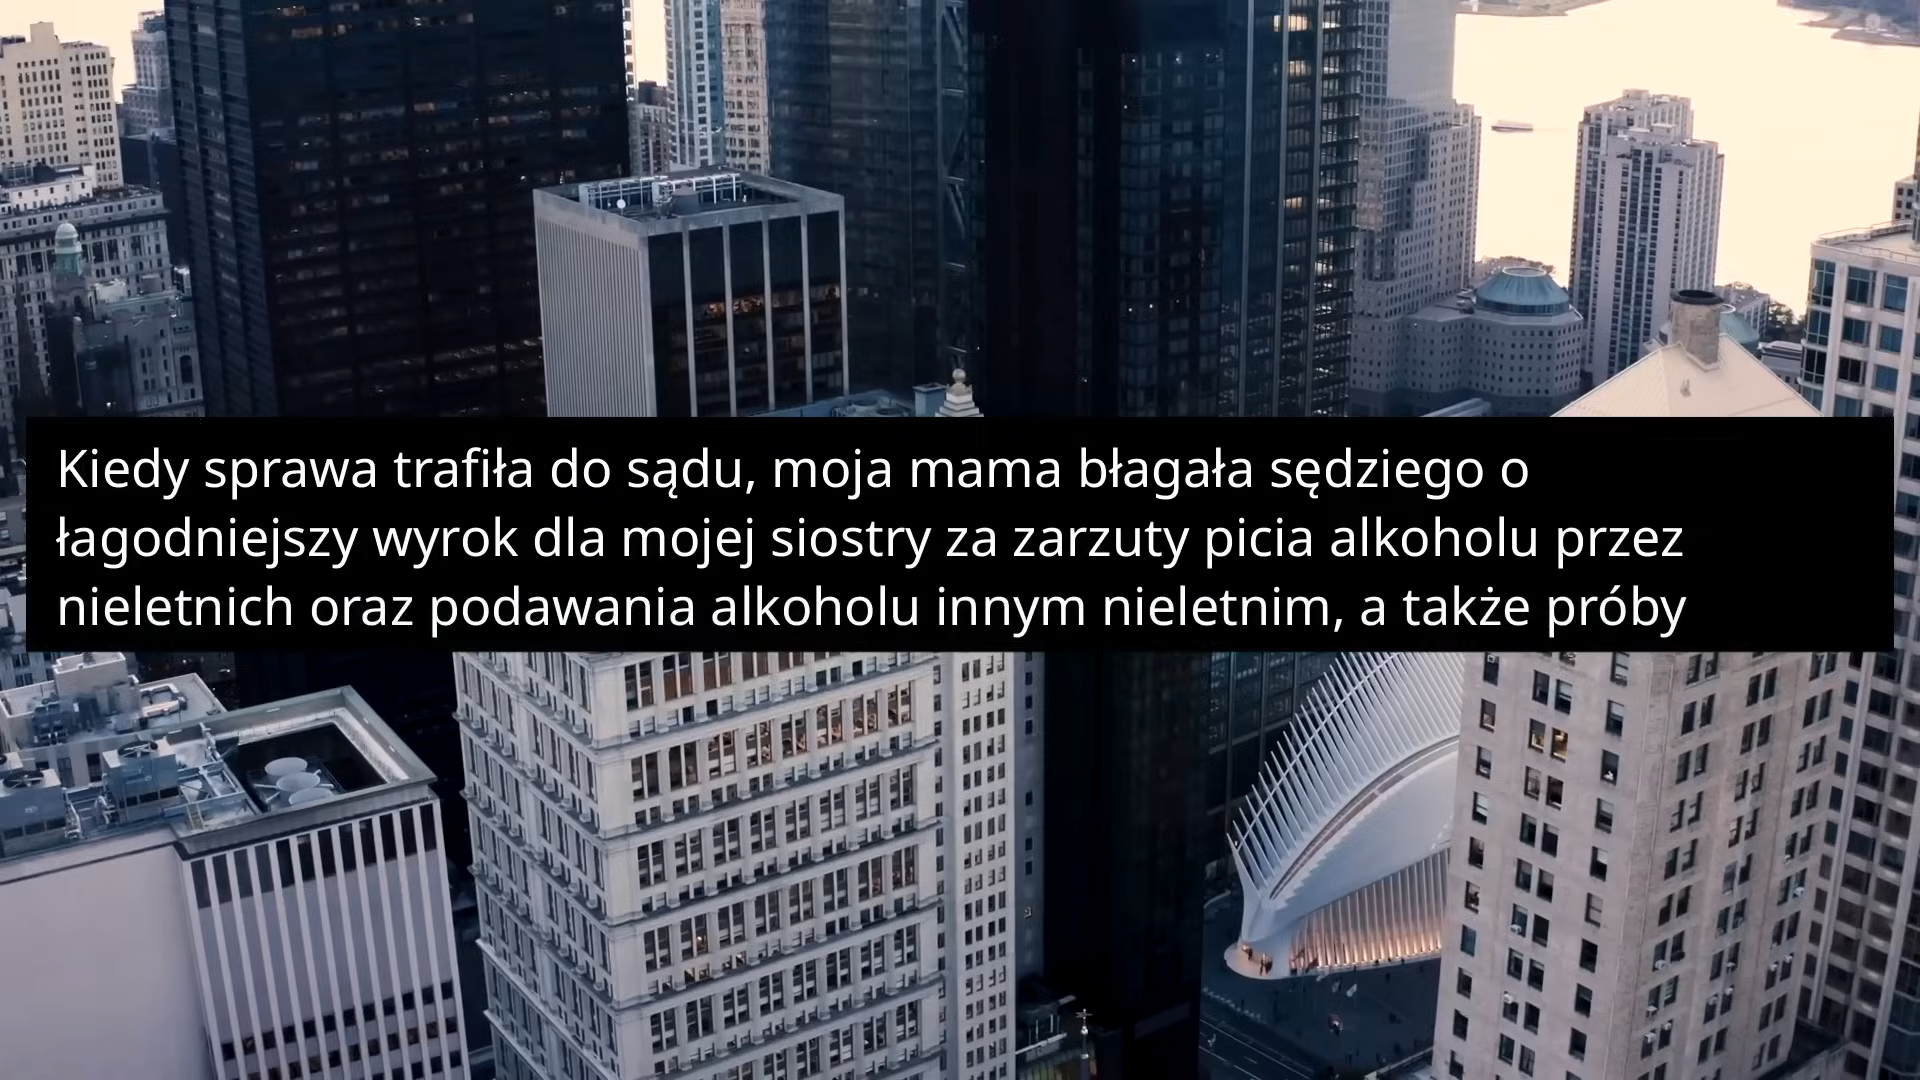 Kiedy sprawa trafiła do sądu, moja mama błagała sędziego o
łagodniejszy wyrok dla mojej siostry za zarzuty picia alkoholu przez
nieletnich oraz podawania alkoholu innym nieletnim, a także próby